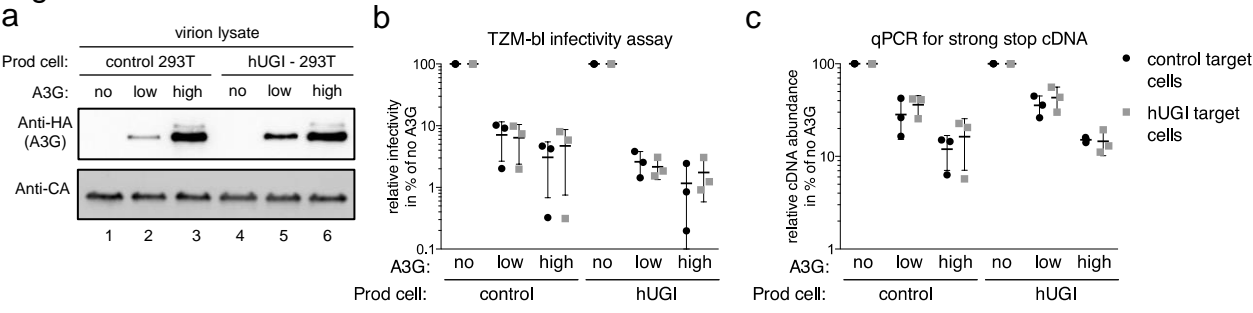 a
virion lysate
Prod cell: control 293T hUGI - 293T
A3G: no low high no low high
Anti-HA
(A3G)
Anti-CA
1 2 3 4 5 6
b
TZM-bl infectivity assay
relative infectivity
in % of no A3G
100
10
1
0.1
A3G: no low high no low high
Prod cell: control hUGI
c
qPCR for strong stop cDNA
relative cDNA abundance
in % of no A3G
100
10
1
A3G: no low high no low high
Prod cell: control hUGI
control target
cells
hUGI target
cells